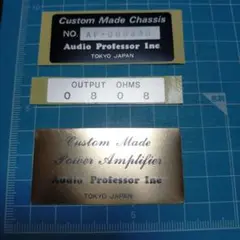 Custom Made Chassis
NO.
Audio Professor Inc
TOKYO JAPAN
OUTPUT OHMS
0 8 0 8
Custom Made
Power Amplifier
Audio Professor Inc
TOKYO JAPAN